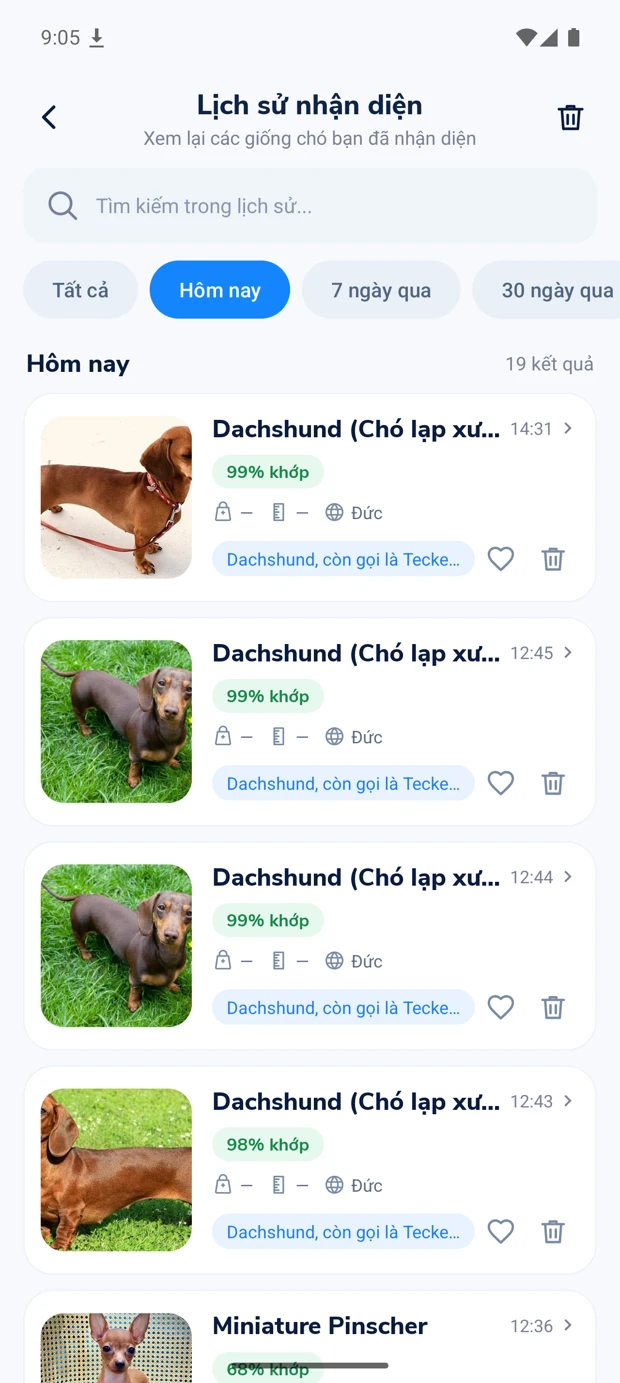 9:05
Lịch sử nhận diện
Xem lại các giống chó bạn đã nhận diện
Tìm kiếm trong lịch sử...
Tất cả
Hôm nay
7 ngày qua
30 ngày qua
Hôm nay
19 kết quả
Dachshund (Chó lạp xư...
14:31
99% khớp
– – Đức
Dachshund, còn gọi là Tecke...
Dachshund (Chó lạp xư...
12:45
99% khớp
– – Đức
Dachshund, còn gọi là Tecke...
Dachshund (Chó lạp xư...
12:44
99% khớp
– – Đức
Dachshund, còn gọi là Tecke...
Dachshund (Chó lạp xư...
12:43
98% khớp
– – Đức
Dachshund, còn gọi là Tecke...
Miniature Pinscher
12:36
68% khớp